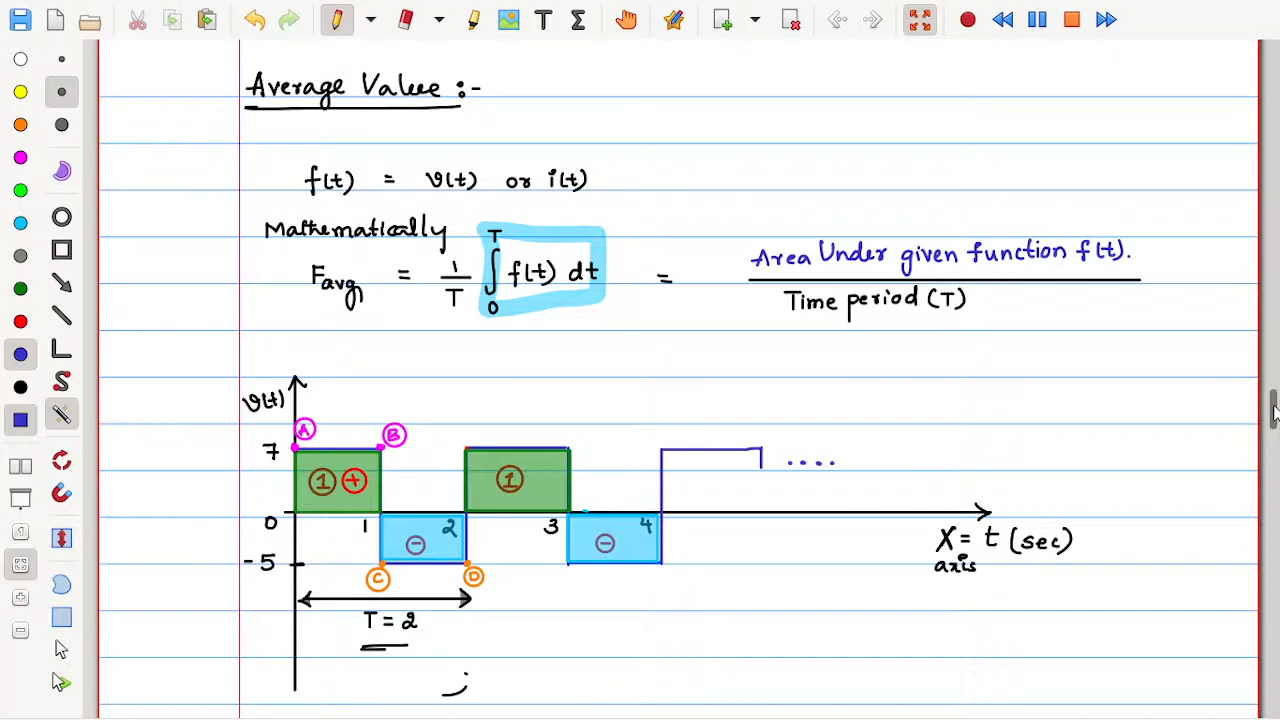 Average Value :-
f(t) = v(t) or i(t)
Mathematically
Favg = 1/T ∫₀ᵀ f(t) dt = Area Under given function f(t). / Time period (T)
v(t)
A B
7
1 + 1 ....
0 1 2 3 4
- -
X = t (sec)
axis
-5
C D
T = 2